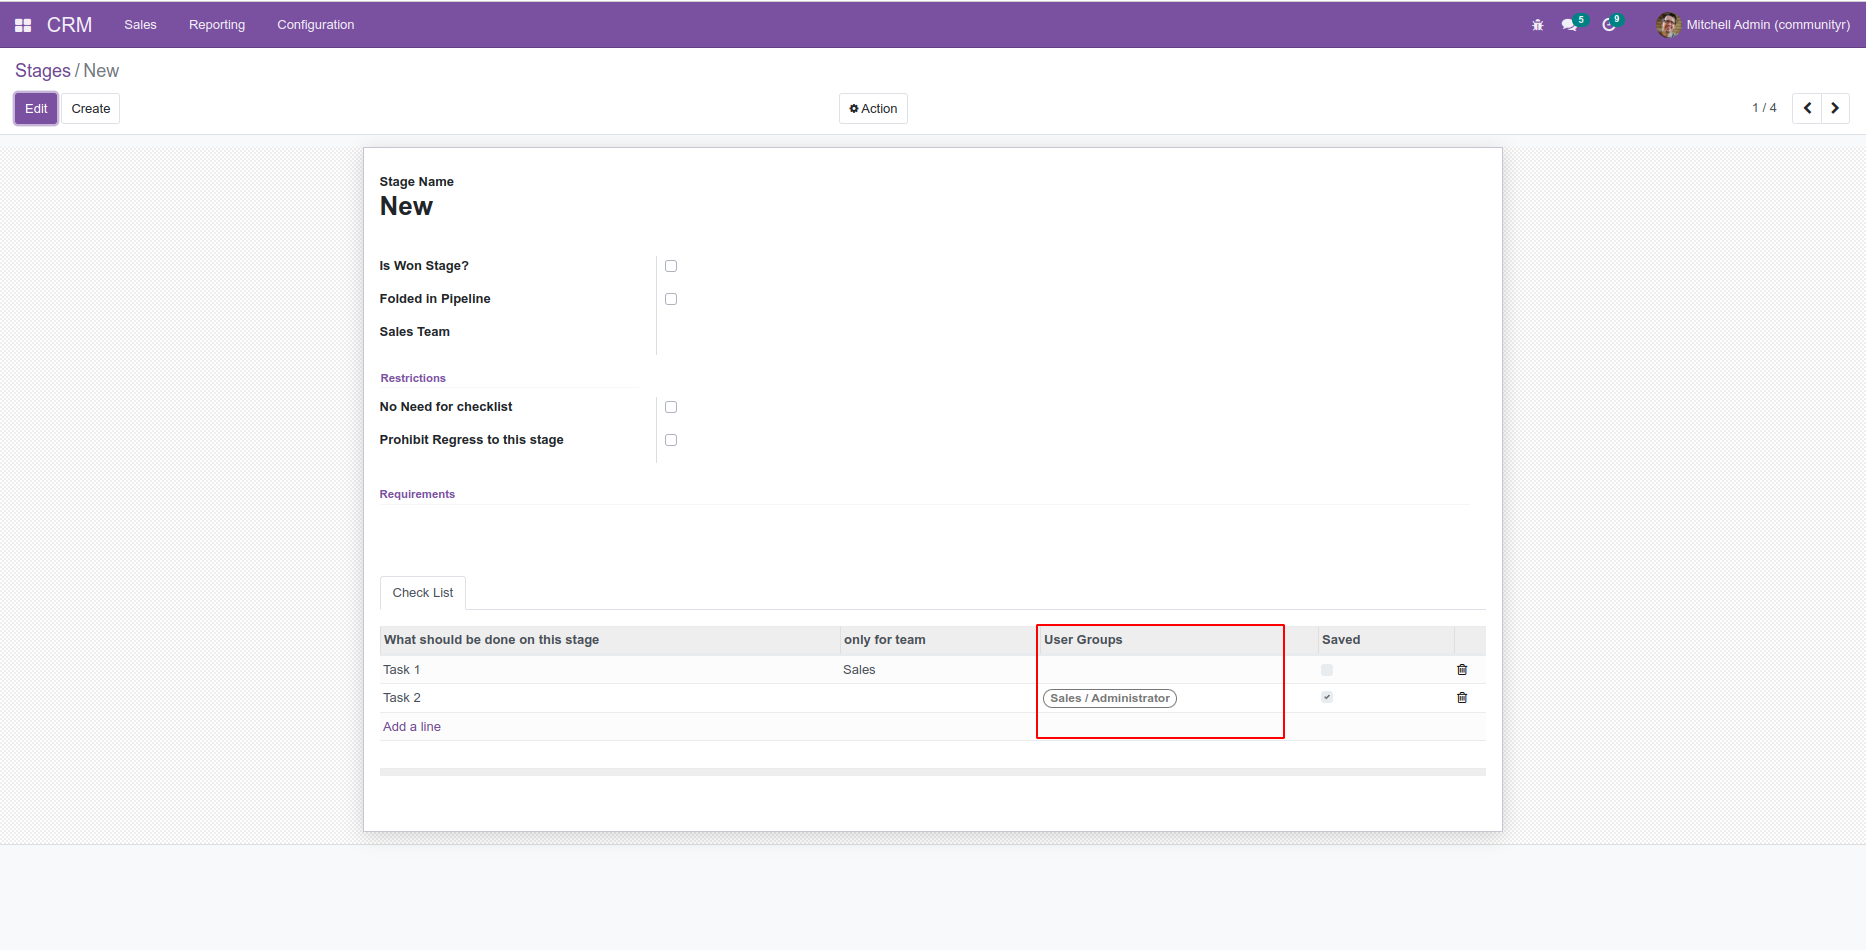 CRM Sales Reporting Configuration 5 9 Mitchell Admin (communityr)
Stages / New
Edit Create Action 1 / 4
Stage Name
New
Is Won Stage?
Folded in Pipeline
Sales Team
Restrictions
No Need for checklist
Prohibit Regress to this stage
Requirements
Check List
What should be done on this stage only for team User Groups Saved
Task 1 Sales
Task 2 Sales / Administrator
Add a line